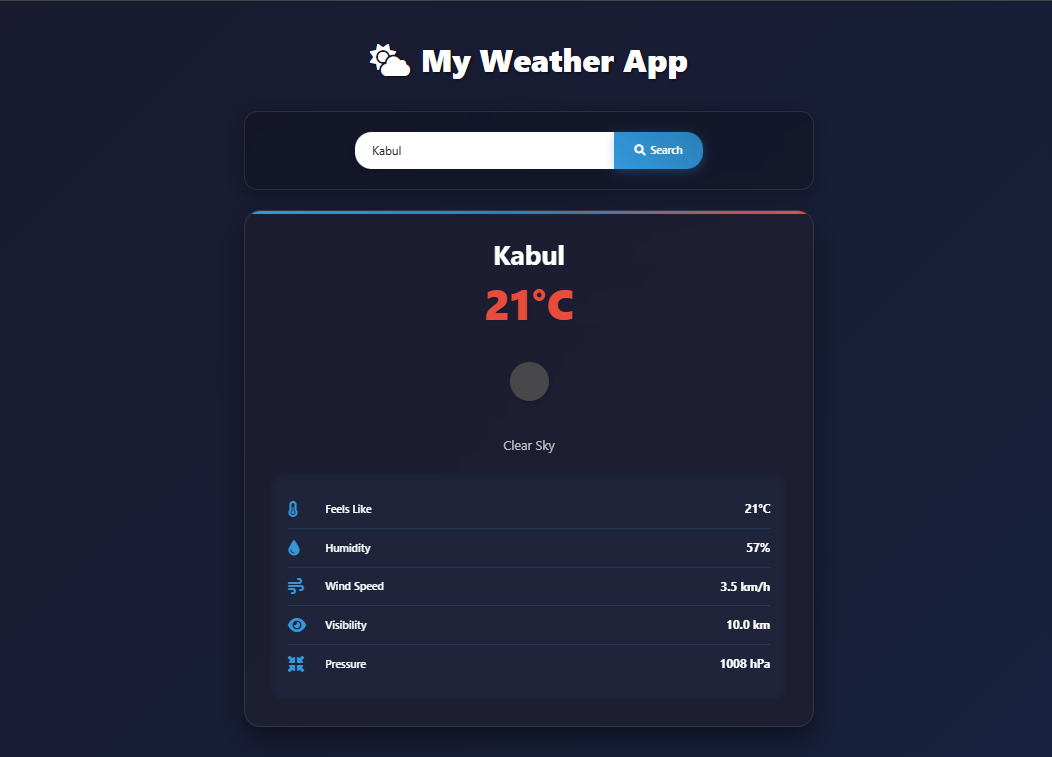 My Weather App
Kabul
Search
Kabul
21°C
Clear Sky
Feels Like 21°C
Humidity 57%
Wind Speed 3.5 km/h
Visibility 10.0 km
Pressure 1008 hPa